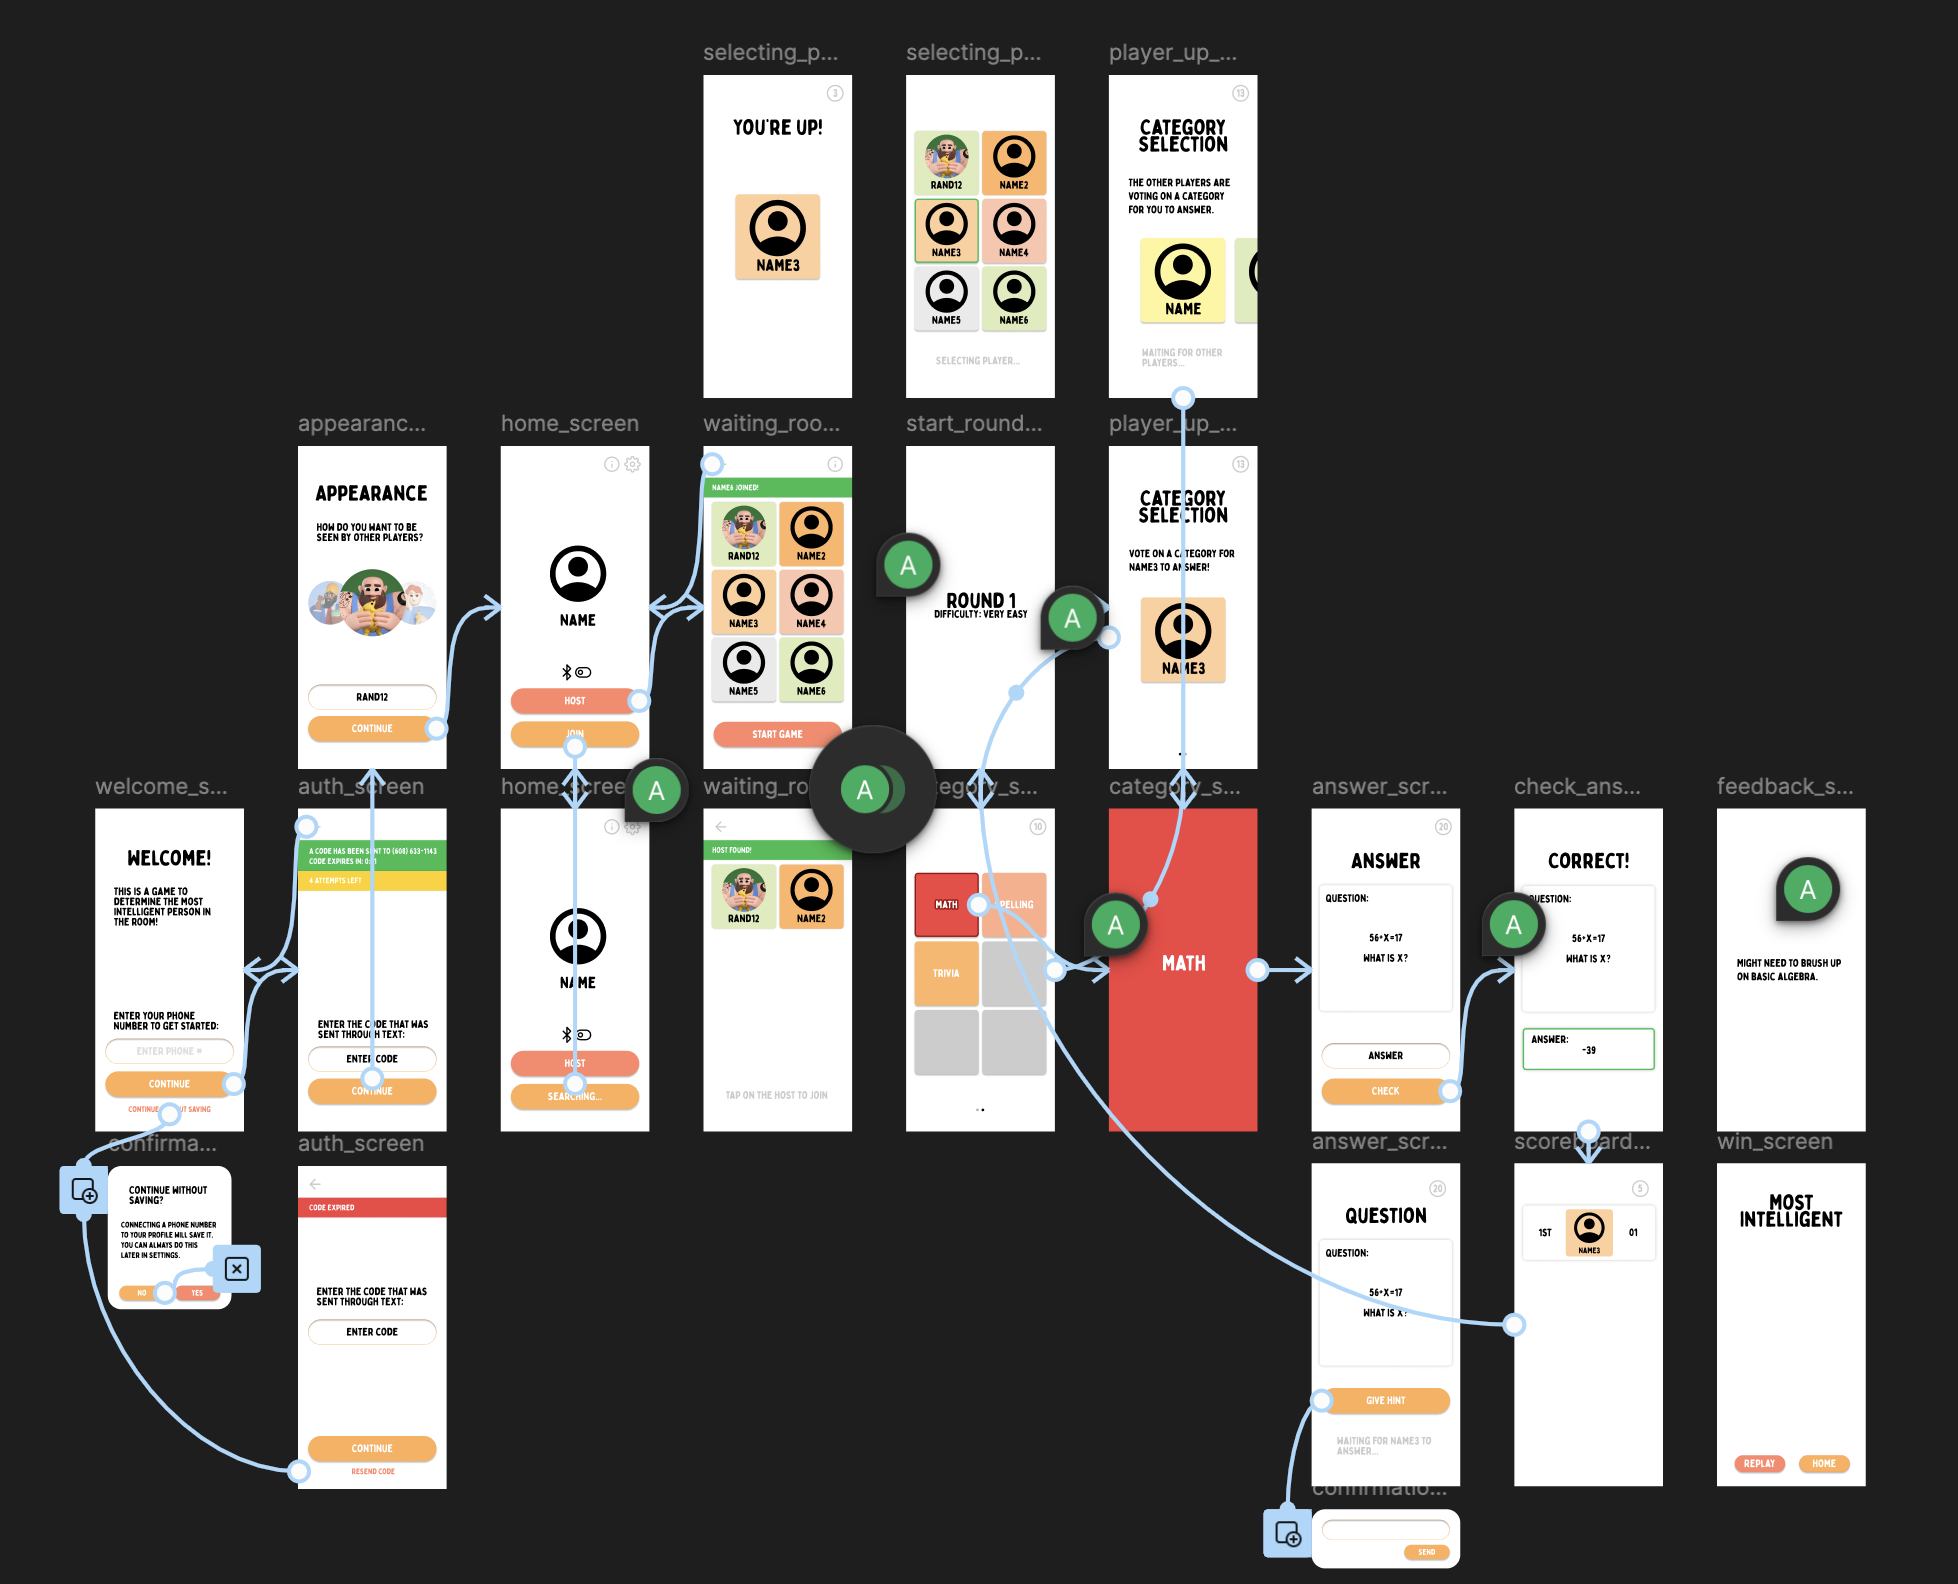 selecting_p...
3
YOU'RE UP!
NAME3
selecting_p...
RAND12
NAME2
NAME3
NAME4
NAME5
NAME6
SELECTING PLAYER...
player_up_...
13
CATEGORY
SELECTION
THE OTHER PLAYERS ARE
VOTING ON A CATEGORY
FOR YOU TO ANSWER.
NAME
WAITING FOR OTHER
PLAYERS...
appearanc...
APPEARANCE
HOW DO YOU WANT TO BE
SEEN BY OTHER PLAYERS?
RAND12
CONTINUE
home_screen
NAME
HOST
JOIN
waiting_roo...
NAME6 JOINED!
RAND12
NAME2
NAME3
NAME4
NAME5
NAME6
START GAME
A
start_round...
ROUND 1
DIFFICULTY: VERY EASY
A
player_up_...
13
CATEGORY
SELECTION
VOTE ON A CATEGORY FOR
NAME3 TO ANSWER!
NAME3
welcome_s...
WELCOME!
THIS IS A GAME TO
DETERMINE THE MOST
INTELLIGENT PERSON IN
THE ROOM!
ENTER YOUR PHONE
NUMBER TO GET STARTED:
ENTER PHONE #
CONTINUE
CONTINUE UT SAVING
auth_screen
A CODE HAS BEEN SENT TO (608) 633-1143
CODE EXPIRES IN:
4 ATTEMPTS LEFT
ENTER THE CODE THAT WAS
SENT THROUGH TEXT:
ENTER CODE
CONTINUE
home_screen
A
NAME
HOST
SEARCHING...
waiting_ro
HOST FOUND!
RAND12
NAME2
TAP ON THE HOST TO JOIN
A
egory_s...
10
MATH
SPELLING
TRIVIA
category_s...
A
MATH
answer_scr...
20
ANSWER
QUESTION:
56+X=17
WHAT IS X?
ANSWER
CHECK
check_ans...
CORRECT!
A
QUESTION:
56+X=17
WHAT IS X?
ANSWER:
-39
feedback_s...
A
MIGHT NEED TO BRUSH UP
ON BASIC ALGEBRA.
confirma...
CONTINUE WITHOUT
SAVING?
CONNECTING A PHONE NUMBER
TO YOUR PROFILE WILL SAVE IT.
YOU CAN ALWAYS DO THIS
LATER IN SETTINGS.
NO
YES
auth_screen
CODE EXPIRED
ENTER THE CODE THAT WAS
SENT THROUGH TEXT:
ENTER CODE
CONTINUE
RESEND CODE
answer_scr...
20
QUESTION
QUESTION:
56+X=17
WHAT IS X?
GIVE HINT
WAITING FOR NAME3 TO
ANSWER...
confirmatio...
SEND
scoreboard...
5
1ST
NAME3
01
win_screen
MOST
INTELLIGENT
REPLAY
HOME